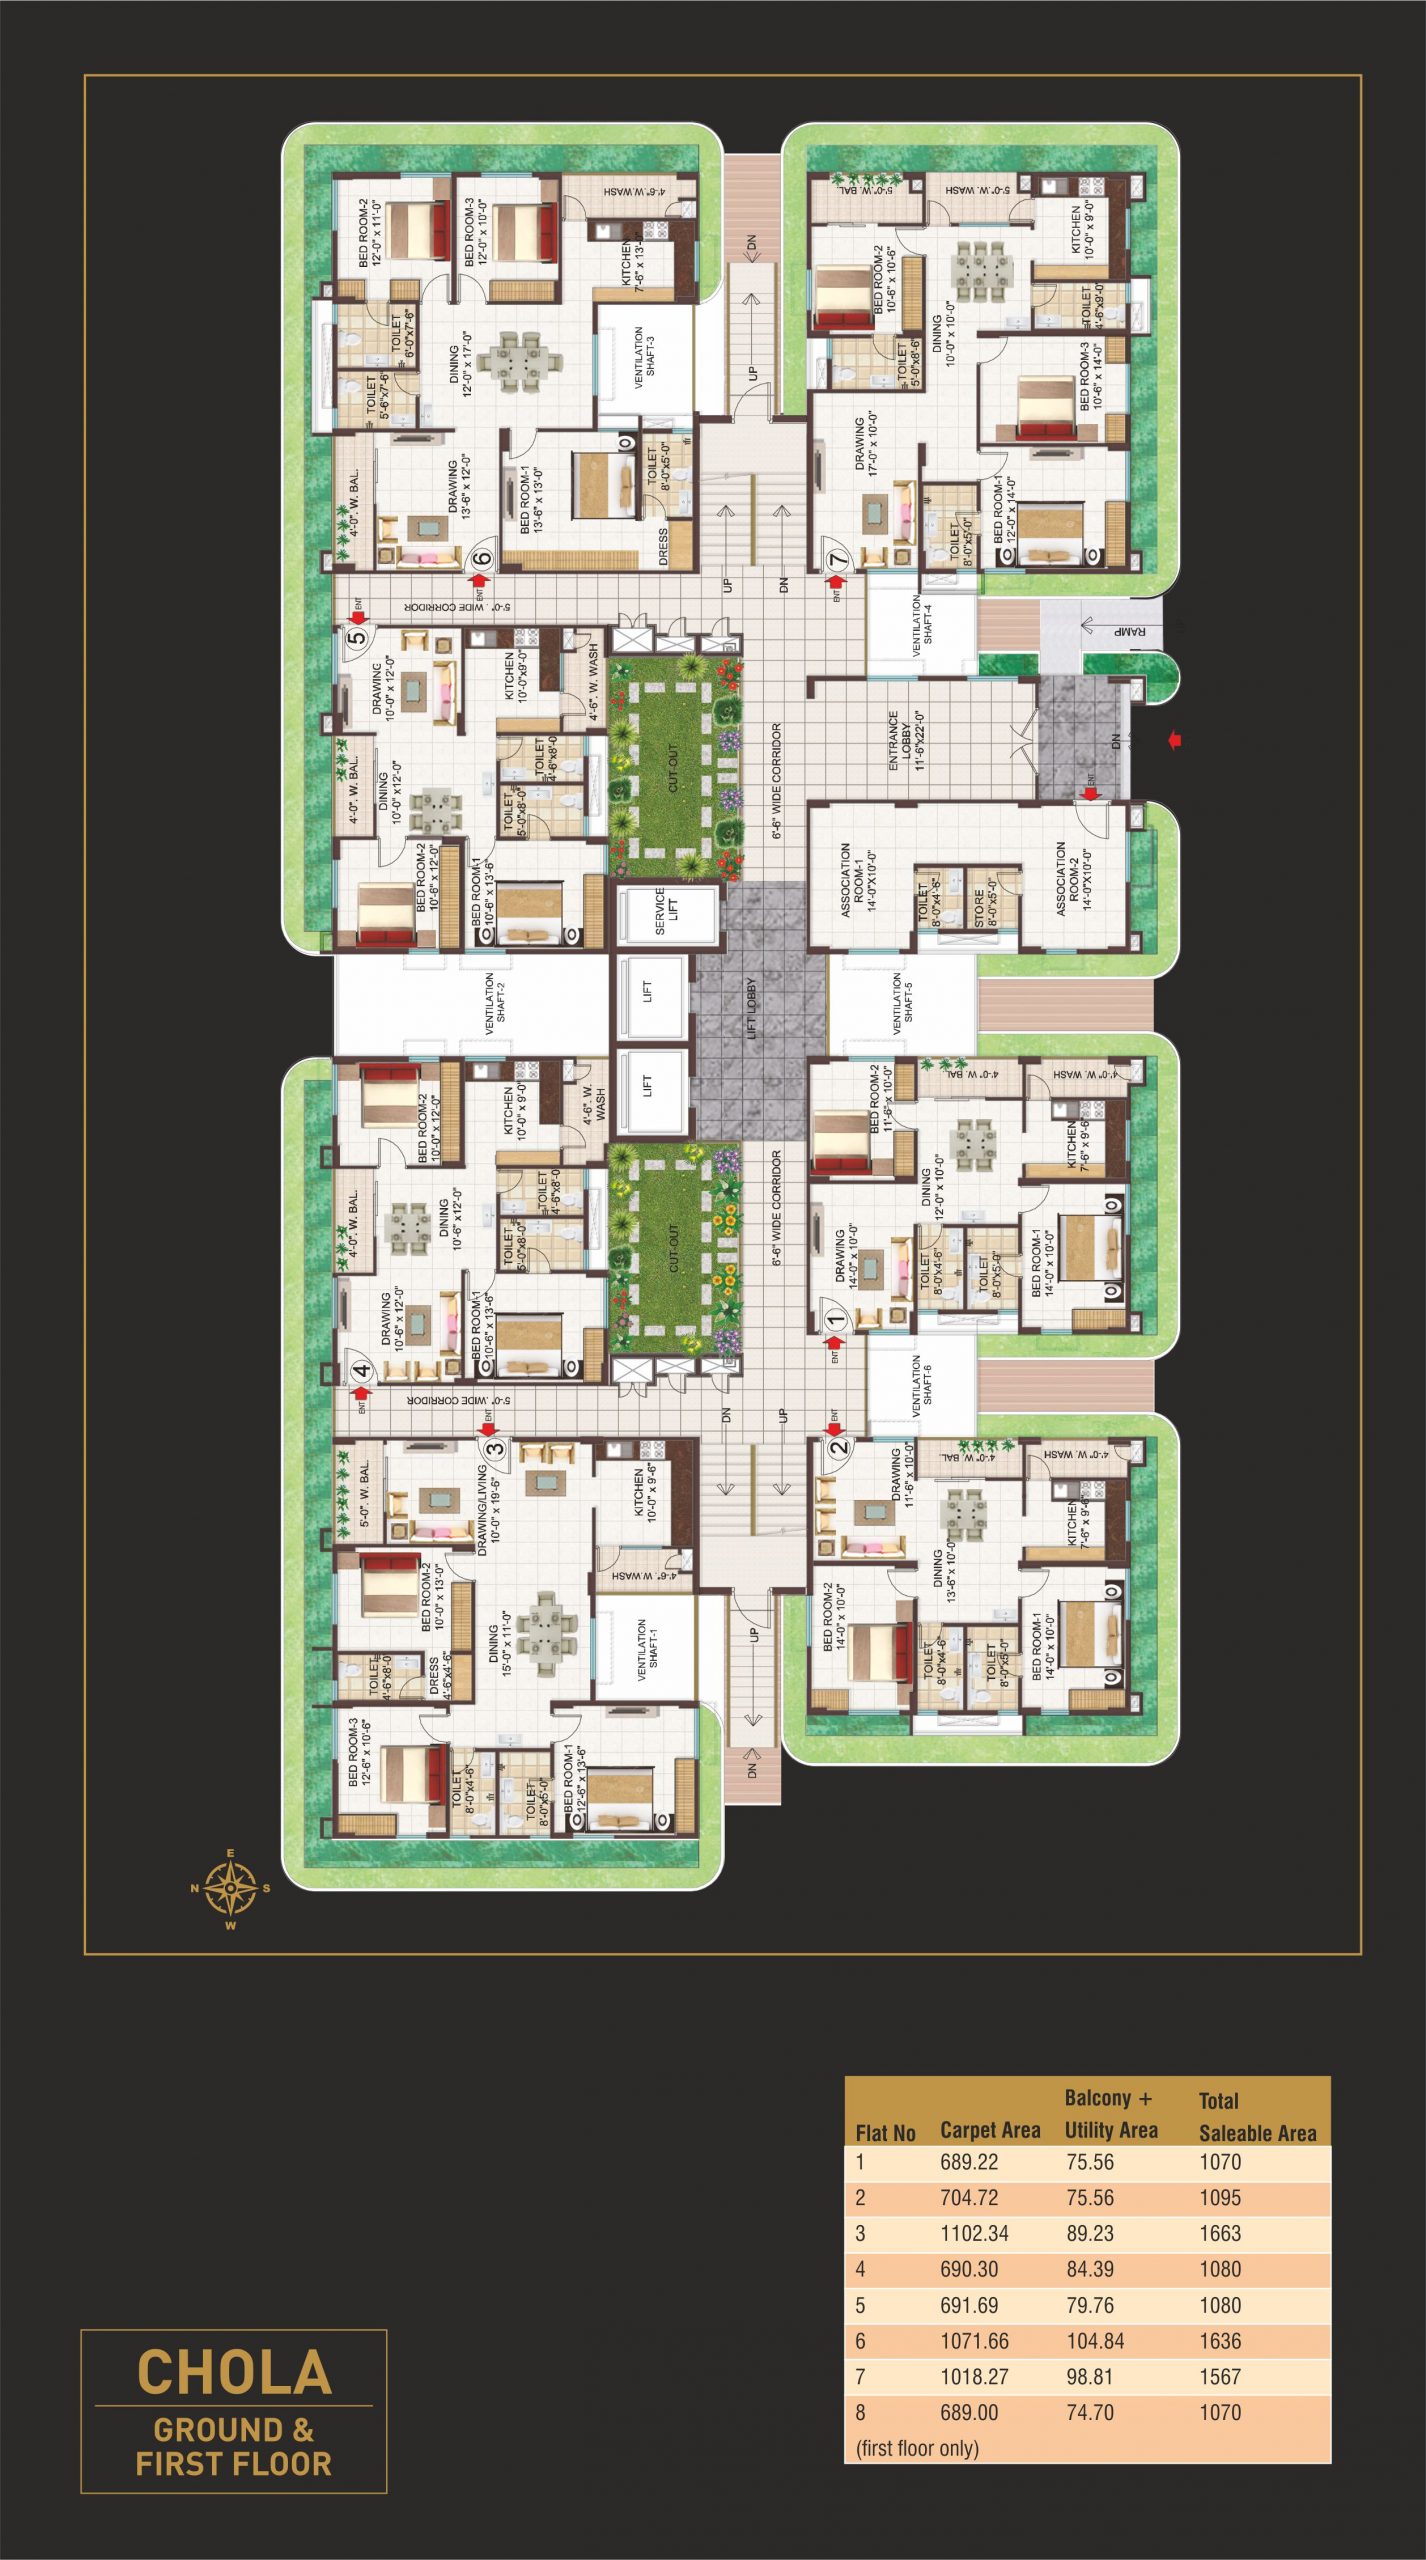 BED ROOM-2
12'-0" x 11'-0"
BED ROOM-3
12'-0" x 10'-0"
4'-6"W.WASH
KITCHEN
7'-6" x 13'-0"
TOILET
6'-0"x7'-6"
TOILET
5'-6"x7'-6"
DINING
12'-0" x 17'-0"
VENTILATION
SHAFT-3
4'-0". W. BAL.
DRAWING
13'-6" x 12'-0"
BED ROOM-1
13'-6" x 13'-0"
TOILET
8'-0"x5'-0"
DRESS
6
ENT
5'-0". WIDE CORRIDOR
DN
UP
UP
DN
5'-0"W. BAL.
5'-0"W. WASH
KITCHEN
10'-0" x 9'-0"
BED ROOM-2
10'-6" x 10'-6"
DINING
10'-0" x 10'-0"
TOILET
4'-6"x9'-0"
TOILET
5'-0"x8'-6"
BED ROOM-3
10'-6" x 14'-0"
DRAWING
17'-0" x 10'-0"
TOILET
8'-0"x5'-0"
BED ROOM-1
12'-0" x 14'-0"
7
ENT
VENTILATION
SHAFT-4
RAMP
ENT
5
DRAWING
10'-0" x 12'-0"
KITCHEN
10'-0"x9'-0"
4'-6". W. WASH
4'-0". W. BAL.
DINING
10'-0" x12'-0"
TOILET
4'-6"x8'-0
TOILET
5'-0"x8'-0"
BED ROOM-2
10'-6" x 12'-0"
BED ROOM-1
10'-6" x 13'-6"
CUT-OUT
6'-6" WIDE CORRIDOR
ENTRANCE
LOBBY
11'-6"x22'-0"
DN
ENT
ASSOCIATION
ROOM-1
14'-0"X10'-0"
TOILET
8'-0"x4'-6"
STORE
8'-0"x5'-0"
ASSOCIATION
ROOM-2
14'-0"X10'-0"
SERVICE
LIFT
LIFT
LIFT
LIFT LOBBY
VENTILATION
SHAFT-2
VENTILATION
SHAFT-5
BED ROOM-2
10'-0" x 12'-0"
KITCHEN
10'-0" x 9'-0"
4'-6". W.
WASH
4'-0". W. BAL.
DINING
10'-6" x12'-0"
TOILET
4'-6"x8'-0
TOILET
5'-0"x8'-0"
DRAWING
10'-6" x 12'-0"
BED ROOM-1
10'-6" x 13'-6"
4
ENT
5'-0". WIDE CORRIDOR
CUT-OUT
6'-6" WIDE CORRIDOR
BED ROOM-2
11'-6" x 10'-0"
4'-0"W. BAL
4'-0"W. WASH
DINING
12'-0" x 10'-0"
KITCHEN
7'-6" x 9'-6"
DRAWING
14'-0" x 10'-0"
TOILET
8'-0"x4'-6"
TOILET
8'-0"x5'-0"
BED ROOM-1
14'-0" x 10'-0"
1
ENT
VENTILATION
SHAFT-6
ENT
3
5'-0". W. BAL.
DRAWING/LIVING
10'-0" x 19'-6"
KITCHEN
10'-0" x 9'-6"
4'-6"W.WASH
BED ROOM-2
10'-0" x 13'-0"
DINING
15'-0" x 11'-0"
VENTILATION
SHAFT-1
TOILET
4'-6"x8'-0
DRESS
4'-6"x4'-6"
BED ROOM-3
12'-6" x 10'-6"
TOILET
8'-0"x4'-6"
TOILET
8'-0"x5'-0"
BED ROOM-1
12'-6" x 13'-6"
DN
UP
UP
DN
ENT
2
DRAWING
11'-6" x 10'-0"
4'-0"W. BAL
4'-0"W. WASH
DINING
13'-6" x 10'-0"
KITCHEN
7'-6" x 9'-6"
BED ROOM-2
14'-0" x 10'-0"
TOILET
8'-0"x4'-6"
TOILET
8'-0"x5'-0"
BED ROOM-1
14'-0" x 10'-0"
E
N S
W
Flat No Carpet Area Balcony + Utility Area Total Saleable Area
1 689.22 75.56 1070
2 704.72 75.56 1095
3 1102.34 89.23 1663
4 690.30 84.39 1080
5 691.69 79.76 1080
6 1071.66 104.84 1636
7 1018.27 98.81 1567
8 689.00 74.70 1070
(first floor only)
CHOLA
GROUND &
FIRST FLOOR